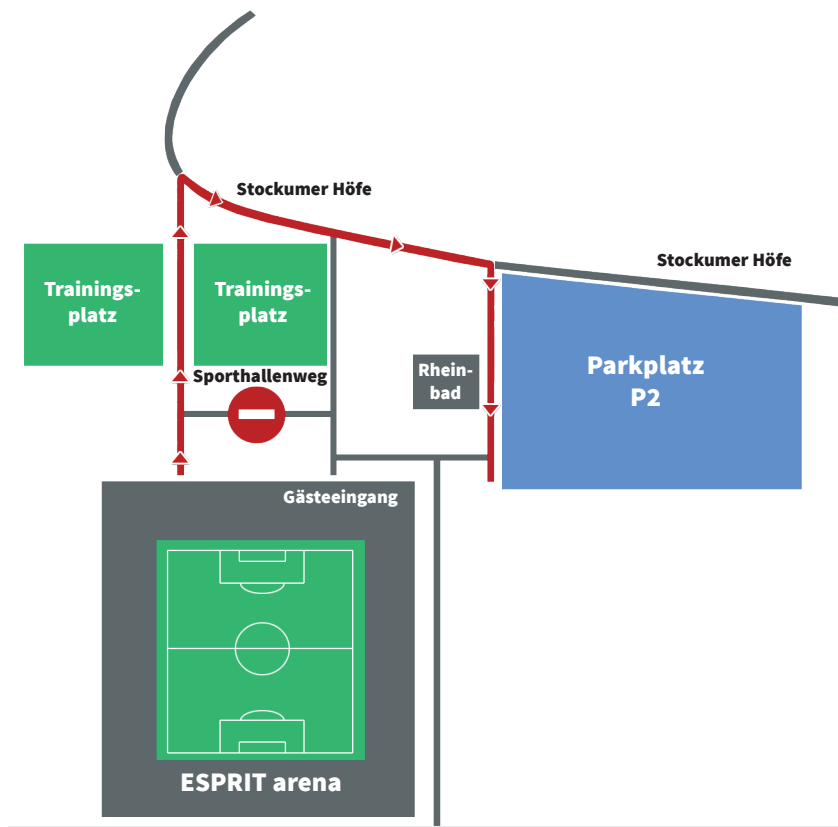 Stockumer Höfe
Stockumer Höfe
Trainings-
platz
Trainings-
platz
Sporthallenweg
Rhein-
bad
Parkplatz
P2
Gästeeingang
ESPRIT arena